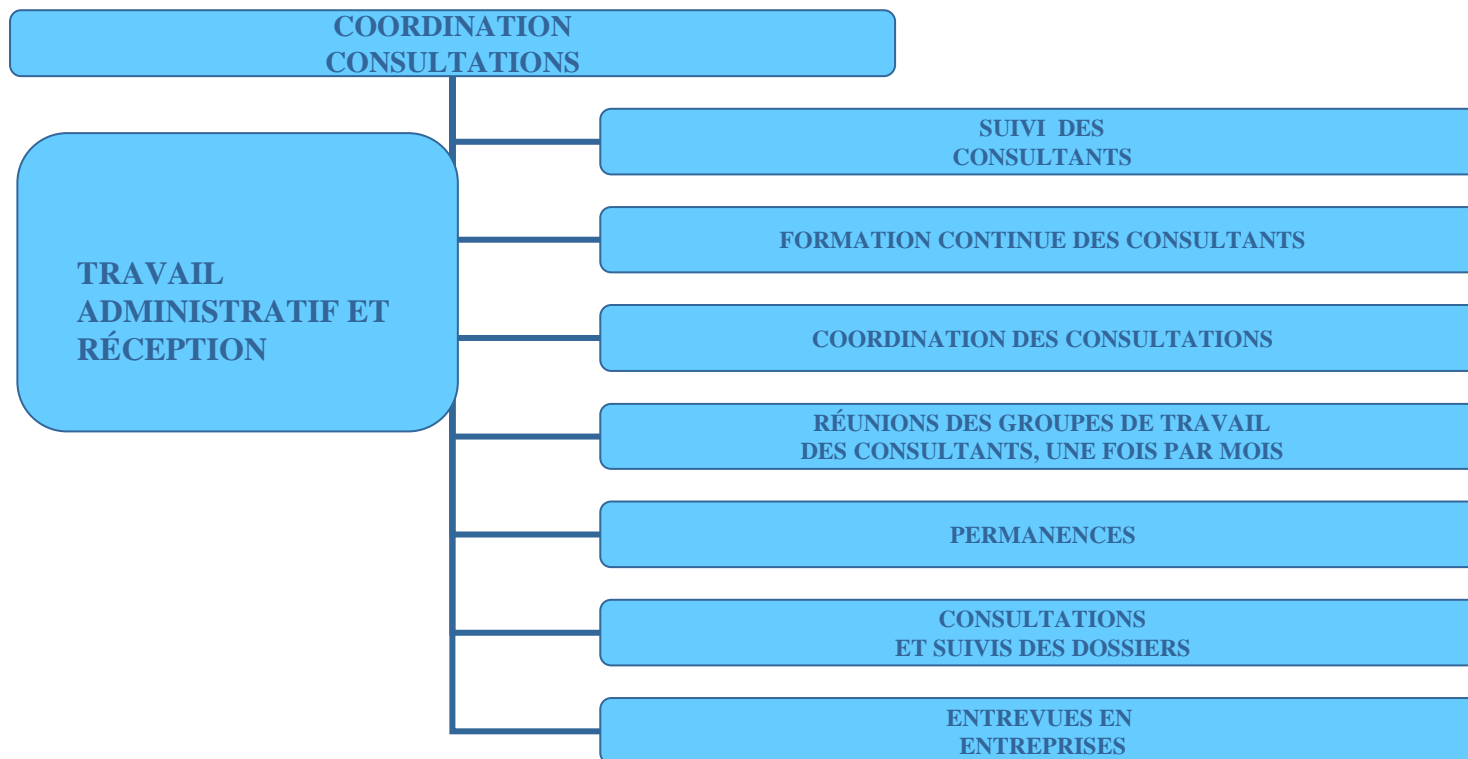 COORDINATION
CONSULTATIONS
SUIVI DES
CONSULTANTS
FORMATION CONTINUE DES CONSULTANTS
TRAVAIL
ADMINISTRATIF ET
RÉCEPTION
COORDINATION DES CONSULTATIONS
RÉUNIONS DES GROUPES DE TRAVAIL
DES CONSULTANTS, UNE FOIS PAR MOIS
PERMANENCES
CONSULTATIONS
ET SUIVIS DES DOSSIERS
ENTREVUES EN
ENTREPRISES